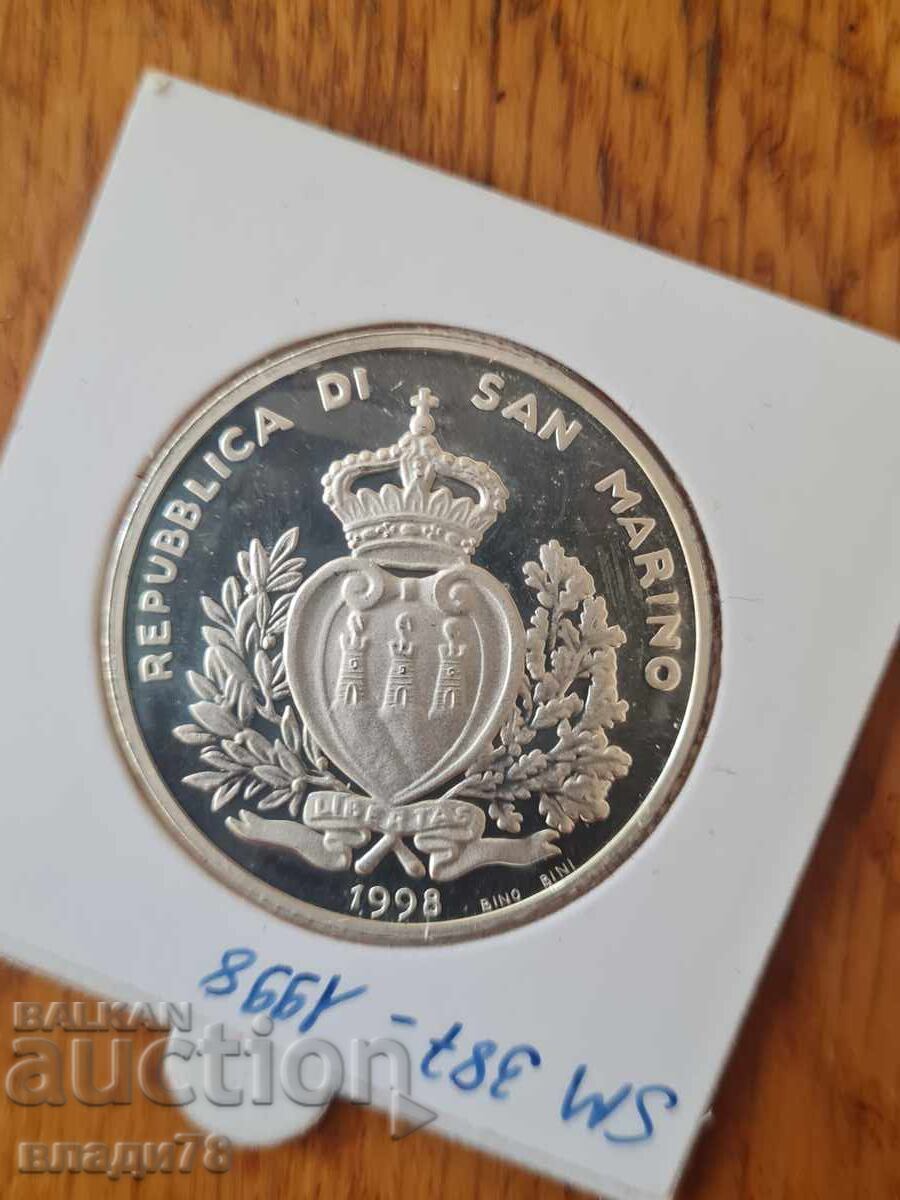 REPUBBLICA DI SAN MARINO
LIBERTAS
1998
BINO BINI
SM 387- 1998
BALKAN
auction
влади78